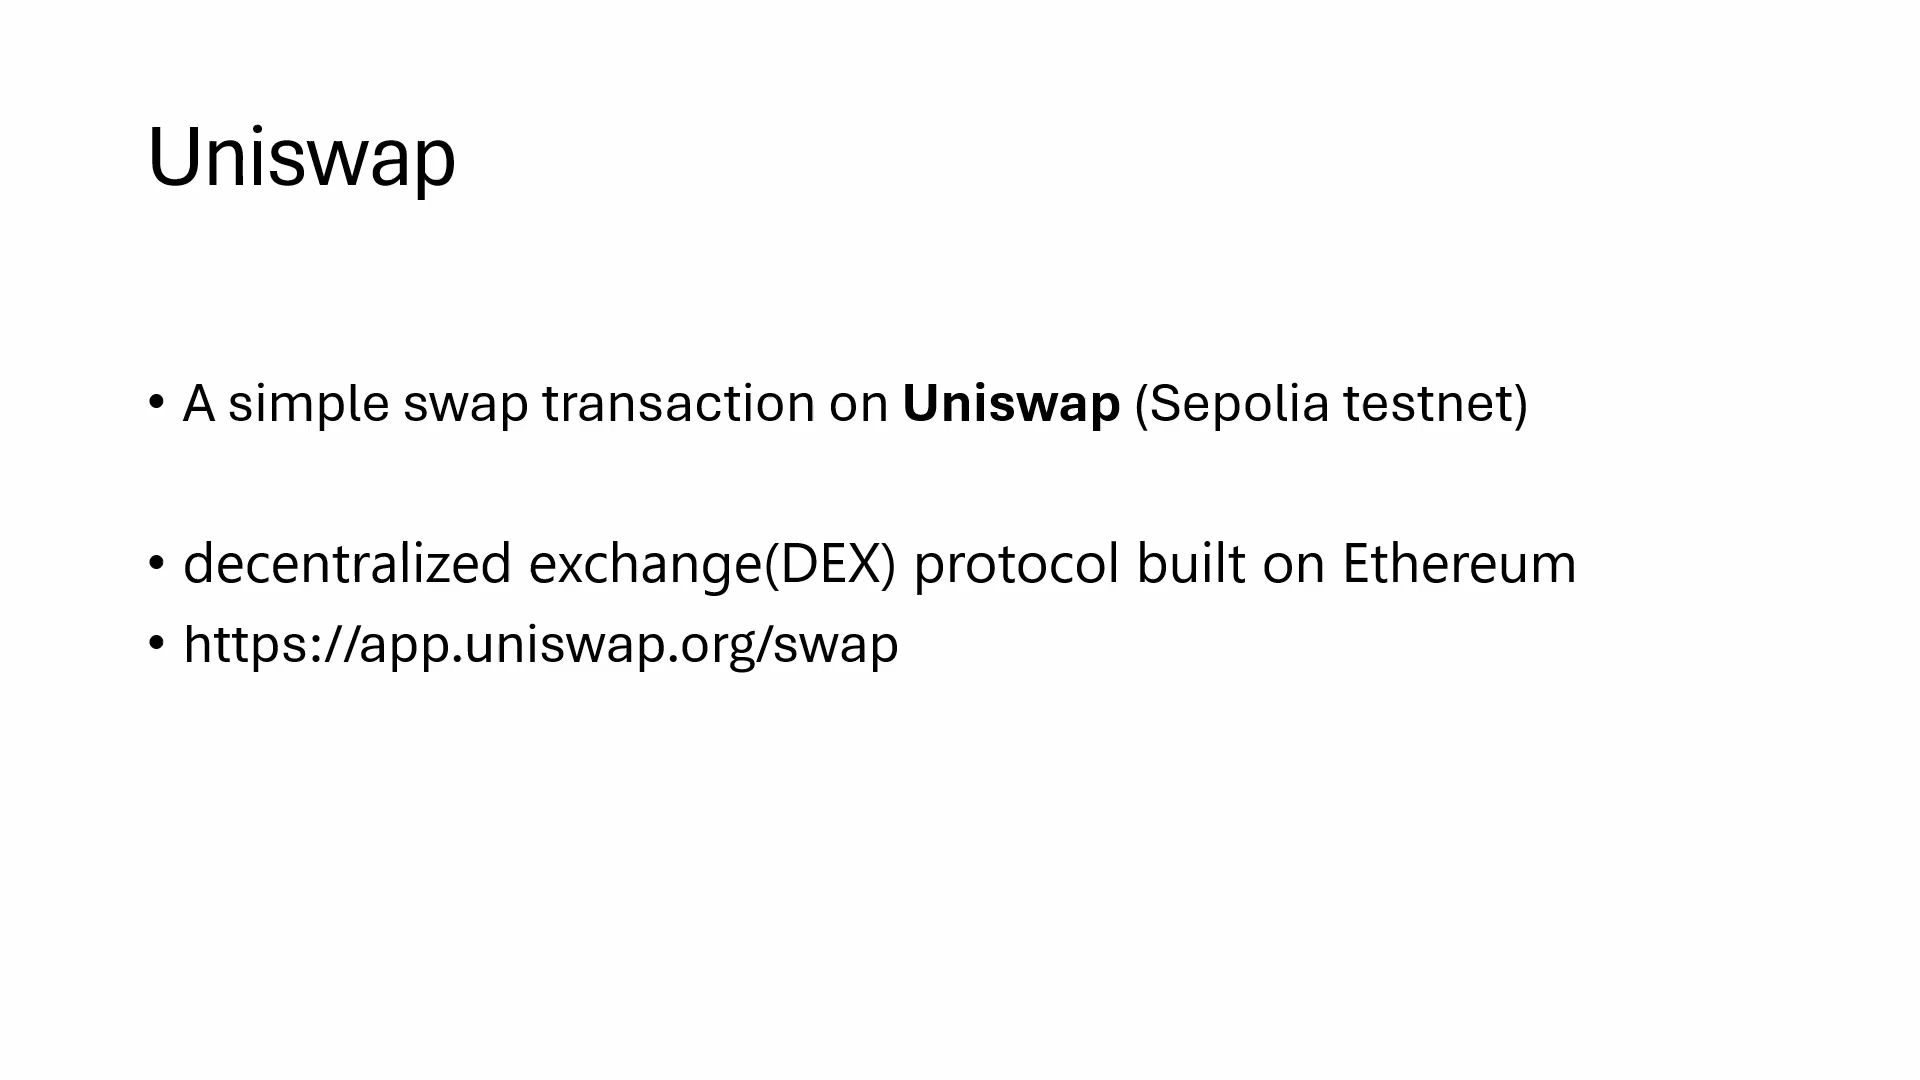 Uniswap
• A simple swap transaction on Uniswap (Sepolia testnet)
• decentralized exchange(DEX) protocol built on Ethereum
• https://app.uniswap.org/swap